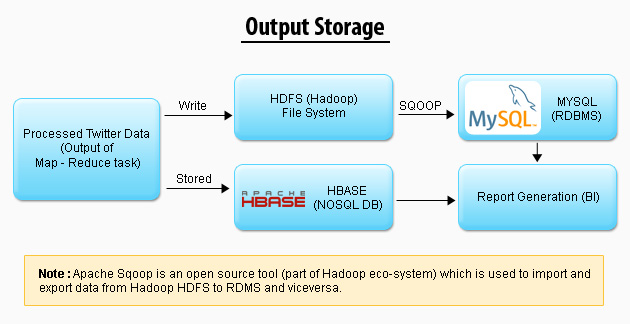 Output Storage
Processed Twitter Data
(Output of
Map - Reduce task)
Write
HDFS (Hadoop)
File System
SQOOP
MySQL™
MYSQL
(RDBMS)
Stored
APACHE
HBASE
HBASE
(NOSQL DB)
Report Generation (BI)
Note : Apache Sqoop is an open source tool (part of Hadoop eco-system) which is used to import and
export data from Hadoop HDFS to RDMS and viceversa.